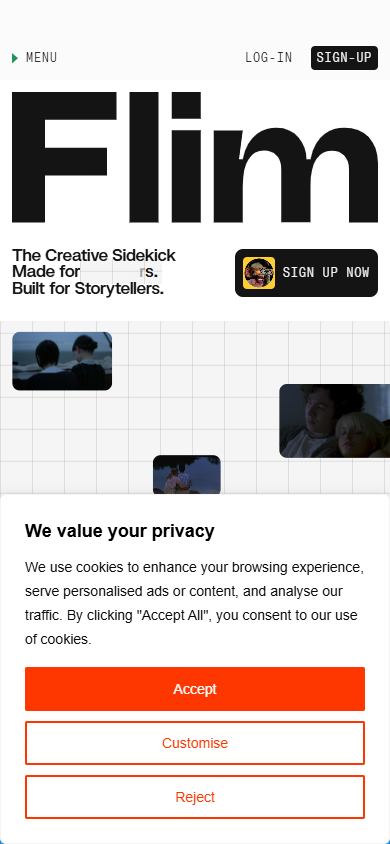 MENU
LOG-IN
SIGN-UP
Flim
The Creative Sidekick
Made for
Built for Storytellers.
SIGN UP NOW
We value your privacy
We use cookies to enhance your browsing experience,
serve personalised ads or content, and analyse our
traffic. By clicking "Accept All", you consent to our use
of cookies.
Accept
Customise
Reject